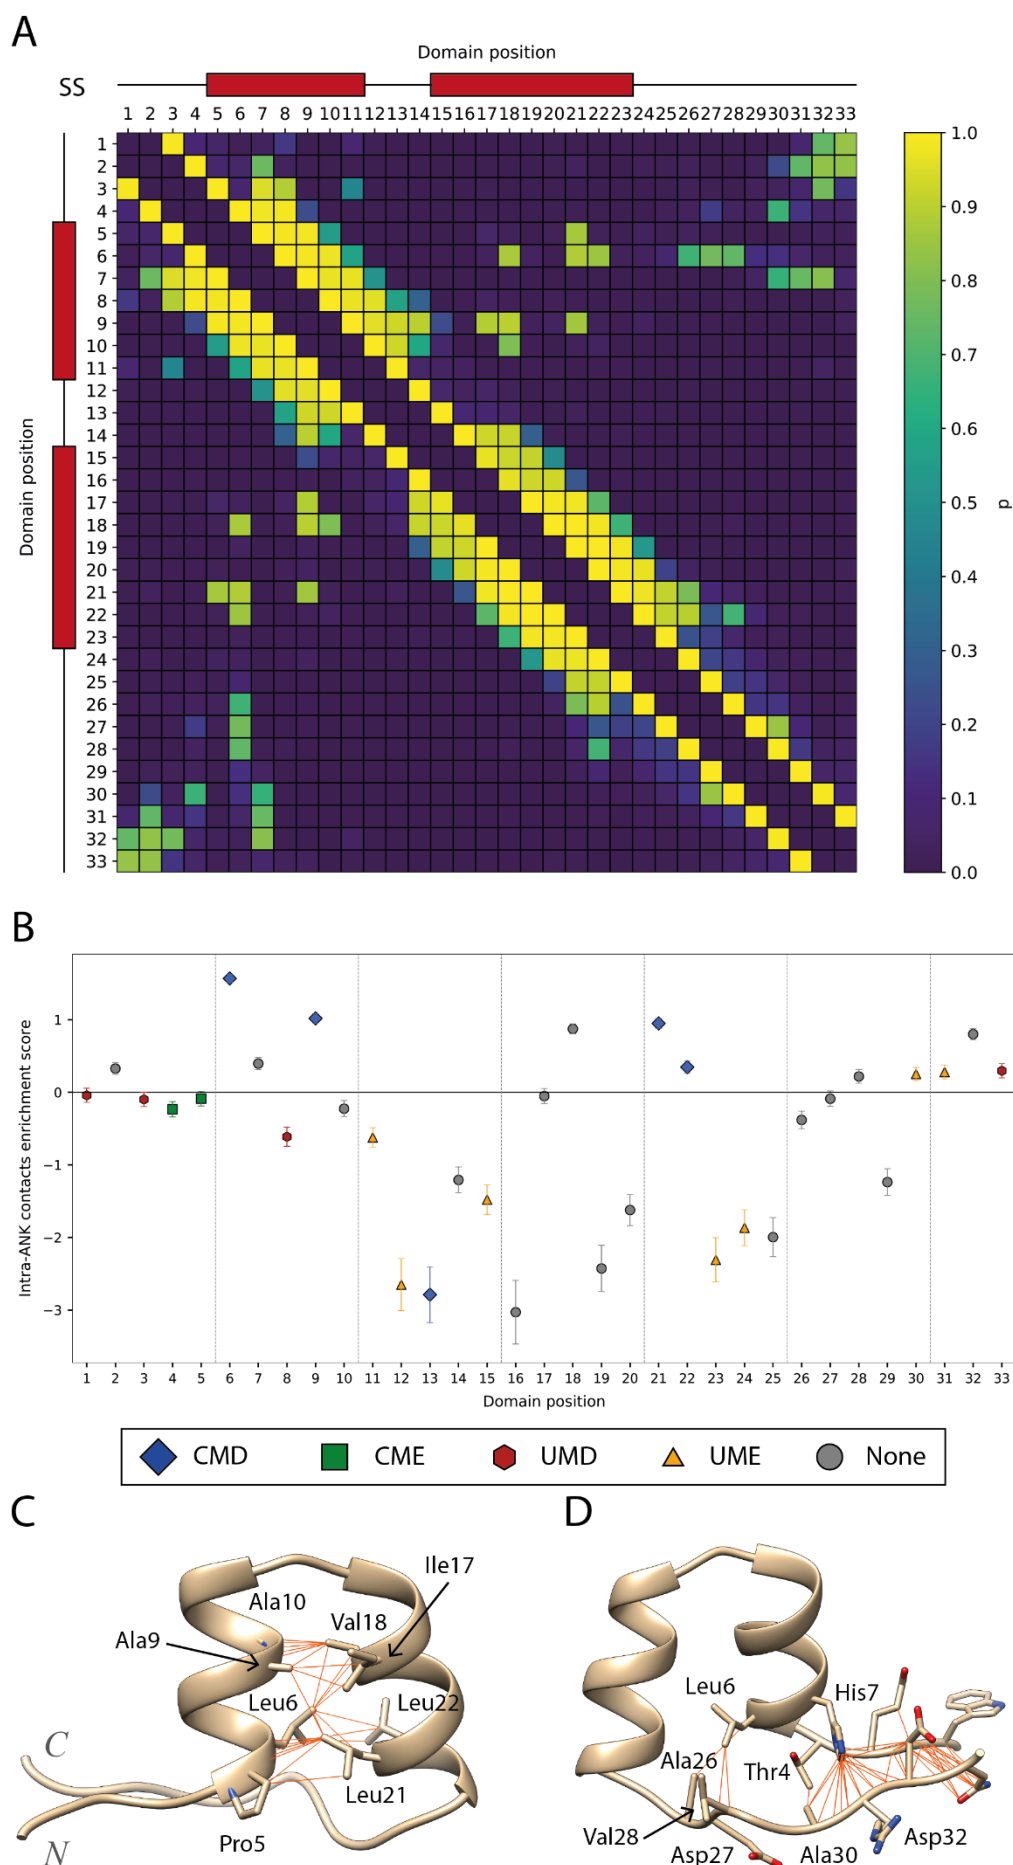 A
Domain position
SS
1 2 3 4 5 6 7 8 9 10 11 12 13 14 15 16 17 18 19 20 21 22 23 24 25 26 27 28 29 30 31 32 33
Domain position
1
2
3
4
5
6
7
8
9
10
11
12
13
14
15
16
17
18
19
20
21
22
23
24
25
26
27
28
29
30
31
32
33
1.0
0.9
0.8
0.7
0.6
0.5
0.4
0.3
0.2
0.1
0.0
p
B
Intra-ANK contacts enrichment score
1
0
−1
−2
−3
1 2 3 4 5 6 7 8 9 10 11 12 13 14 15 16 17 18 19 20 21 22 23 24 25 26 27 28 29 30 31 32 33
Domain position
CMD CME UMD UME None
C
Ile17
Ala10
Val18
Ala9
Leu6
Leu22
C
Leu21
Pro5
N
D
Leu6
His7
Ala26
Thr4
Val28
Asp27
Ala30
Asp32